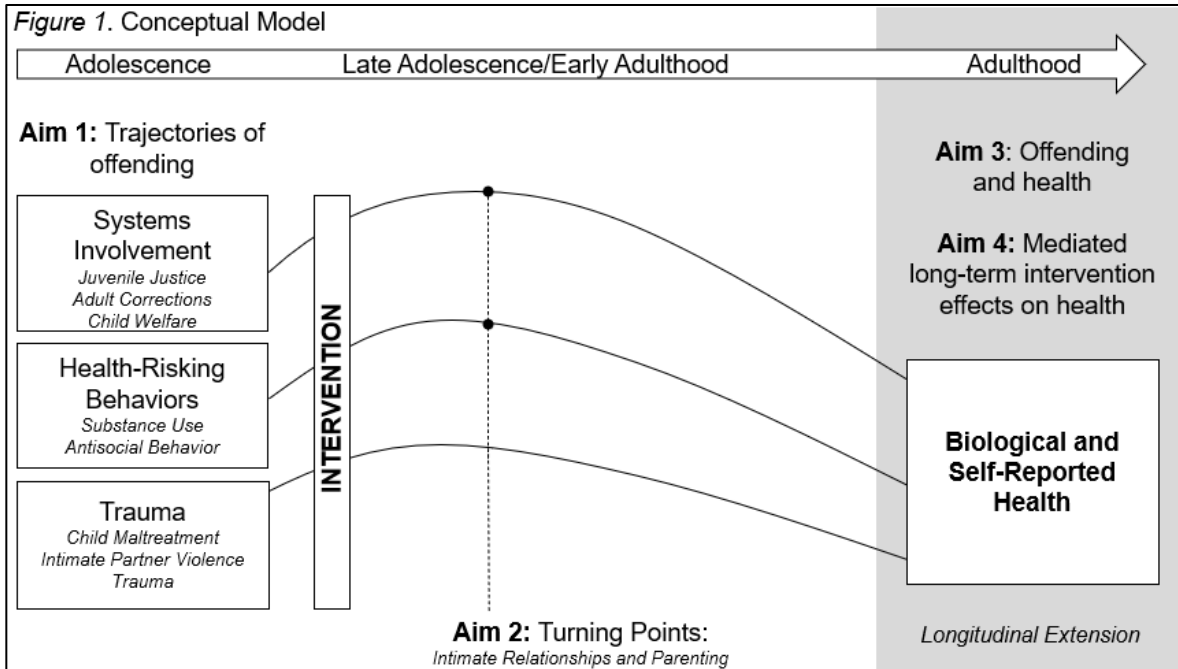 Figure 1. Conceptual Model
Adolescence
Late Adolescence/Early Adulthood
Adulthood
Aim 1: Trajectories of
offending
Systems
Involvement
Juvenile Justice
Adult Corrections
Child Welfare
Health-Risking
Behaviors
Substance Use
Antisocial Behavior
Trauma
Child Maltreatment
Intimate Partner Violence
Trauma
INTERVENTION
Aim 2: Turning Points:
Intimate Relationships and Parenting
Aim 3: Offending
and health
Aim 4: Mediated
long-term intervention
effects on health
Biological and
Self-Reported
Health
Longitudinal Extension